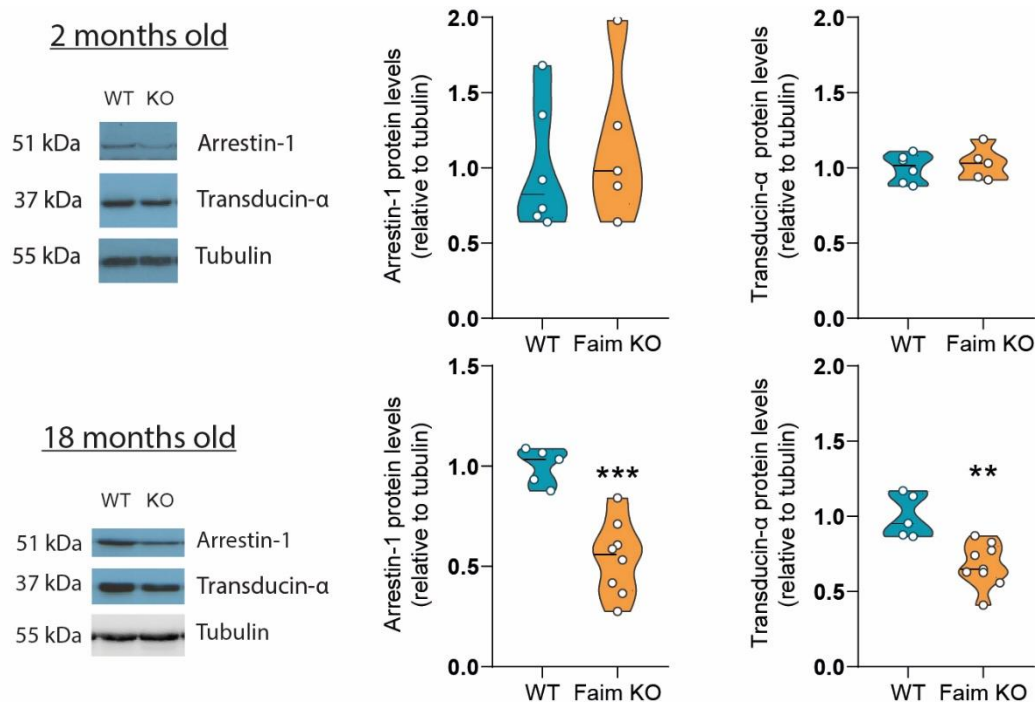 2 months old
WT KO
51 kDa Arrestin-1
37 kDa Transducin-α
55 kDa Tubulin
Arrestin-1 protein levels
(relative to tubulin)
2.0
1.5
1.0
0.5
0.0
WT Faim KO
Transducin-α protein levels
(relative to tubulin)
2.0
1.5
1.0
0.5
0.0
WT Faim KO
18 months old
WT KO
51 kDa Arrestin-1
37 kDa Transducin-α
55 kDa Tubulin
Arrestin-1 protein levels
(relative to tubulin)
1.5
1.0
0.5
0.0
***
WT Faim KO
Transducin-α protein levels
(relative to tubulin)
2.0
1.5
1.0
0.5
0.0
**
WT Faim KO